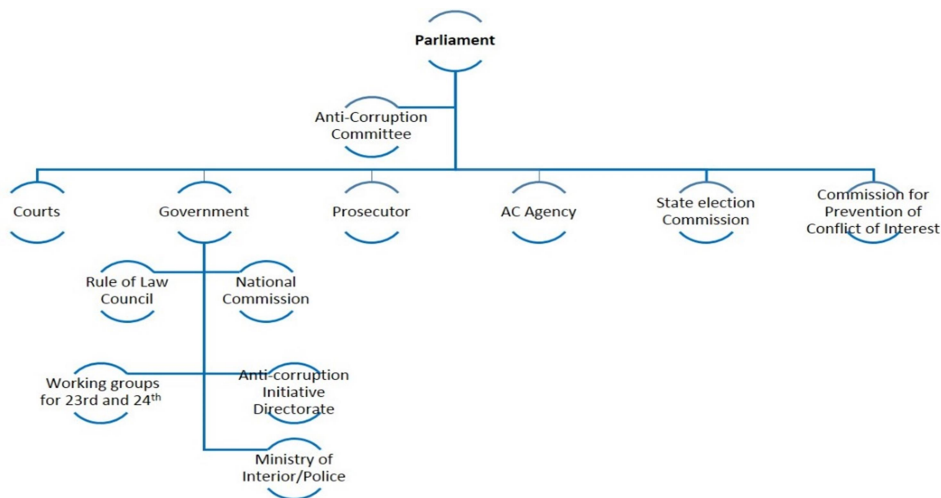 Parliament
Anti-Corruption
Committee
Courts
Government
Prosecutor
AC Agency
State election
Commission
Commission for
Prevention of
Conflict of Interest
Rule of Law
Council
National
Commission
Working groups
for 23rd and 24th
Anti-corruption
Initiative
Directorate
Ministry of
Interior/Police